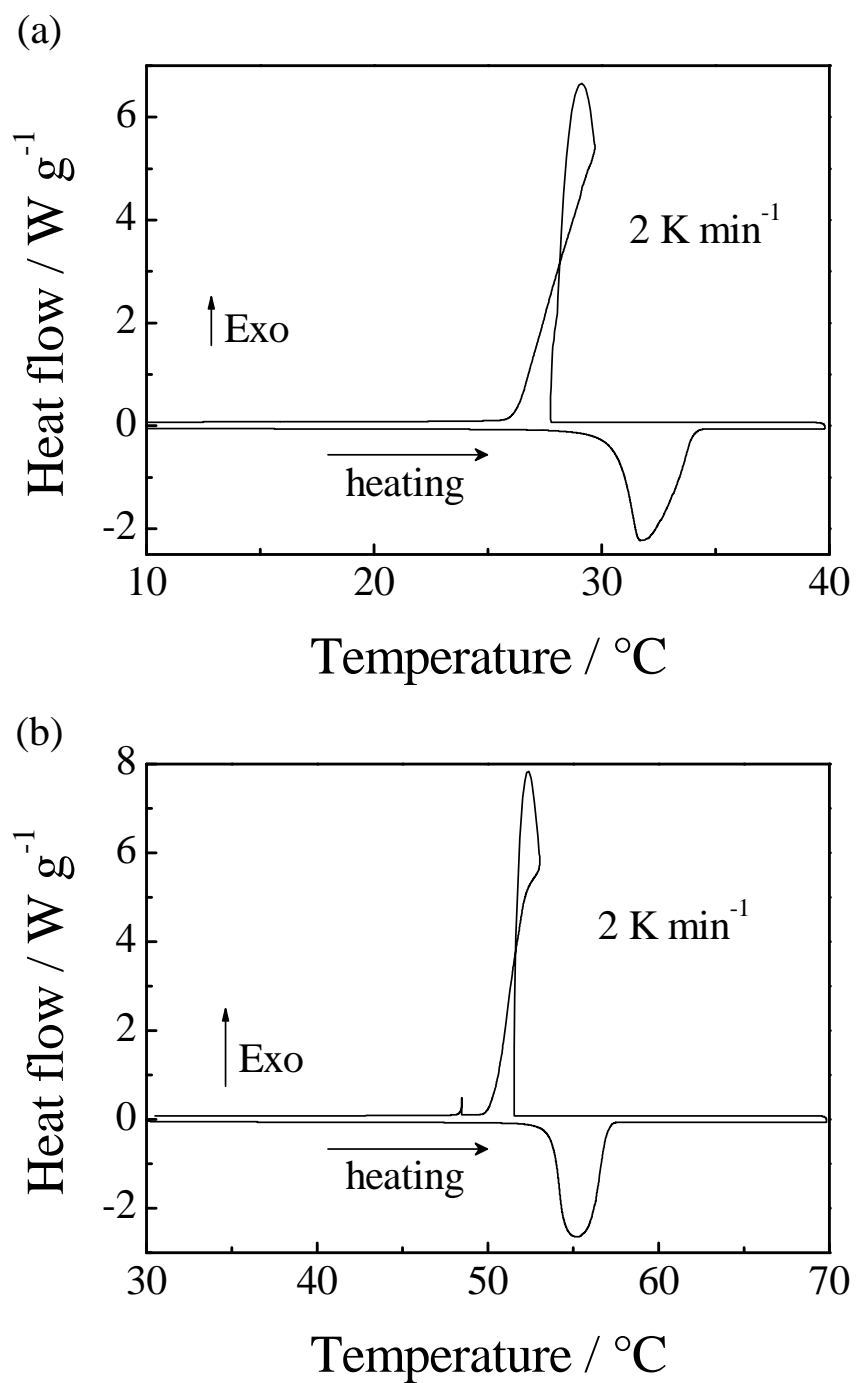 (a)
Heat flow / W g⁻¹
6
4
2
0
-2
2 K min⁻¹
Exo
heating
10 20 30 40
Temperature / °C
(b)
Heat flow / W g⁻¹
8
6
4
2
0
-2
2 K min⁻¹
Exo
heating
30 40 50 60 70
Temperature / °C